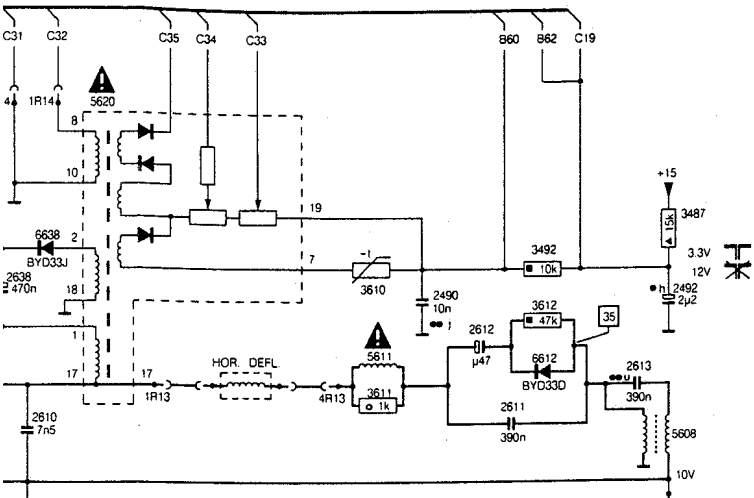 C31
C32
C35
C34
C33
B60
B62
C19
4
1R14
5620
8
10
19
+15
15k
3487
2
6638
BYD33J
2638
470n
18
7
-t
3610
3492
10k
3.3V
12V
h
2492
2µ2
2490
10n
1
2612
µ47
3612
47k
35
6612
BYD33D
5611
HOR. DEFL.
17
17
1R13
4R13
3611
1k
2611
390n
u
2613
390n
2610
7n5
5608
10V